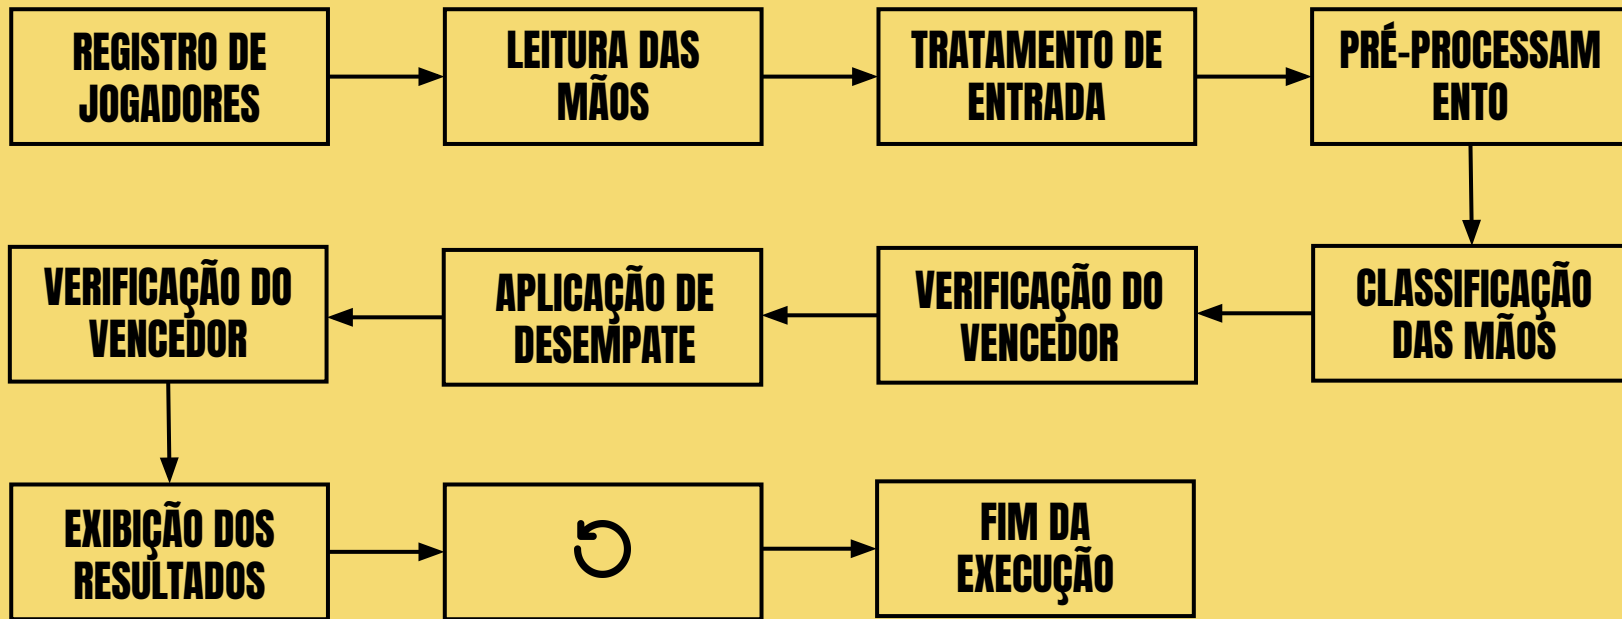 REGISTRO DE
JOGADORES
LEITURA DAS
MÃOS
TRATAMENTO DE
ENTRADA
PRÉ-PROCESSAM
ENTO
CLASSIFICAÇÃO
DAS MÃOS
VERIFICAÇÃO DO
VENCEDOR
APLICAÇÃO DE
DESEMPATE
VERIFICAÇÃO DO
VENCEDOR
EXIBIÇÃO DOS
RESULTADOS
FIM DA
EXECUÇÃO